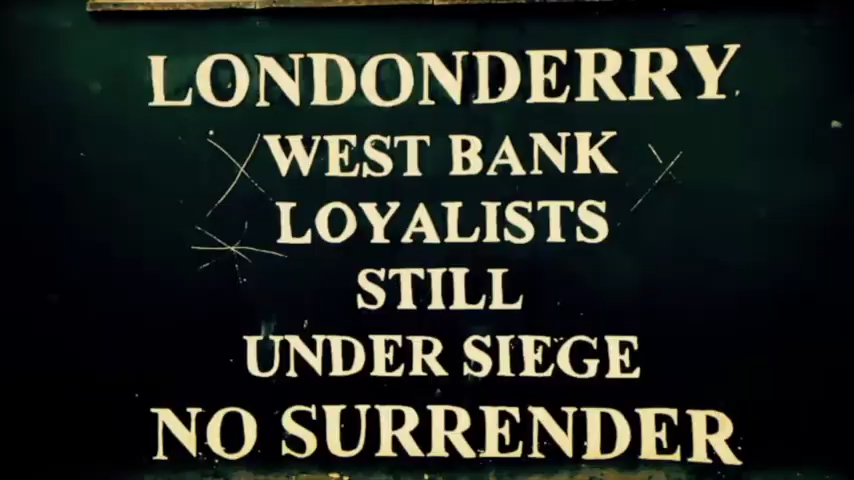 LONDONDERRY
WEST BANK
LOYALISTS
STILL
UNDER SIEGE
NO SURRENDER